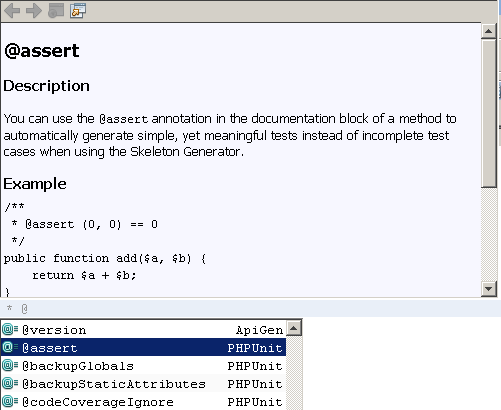 @assert
Description
You can use the @assert annotation in the documentation block of a method to
automatically generate simple, yet meaningful tests instead of incomplete test
cases when using the Skeleton Generator.
Example
/**
 * @assert (0, 0) == 0
 */
public function add($a, $b) {
    return $a + $b;
}
* @
@version ApiGen
@assert PHPUnit
@backupGlobals PHPUnit
@backupStaticAttributes PHPUnit
@codeCoverageIgnore PHPUnit